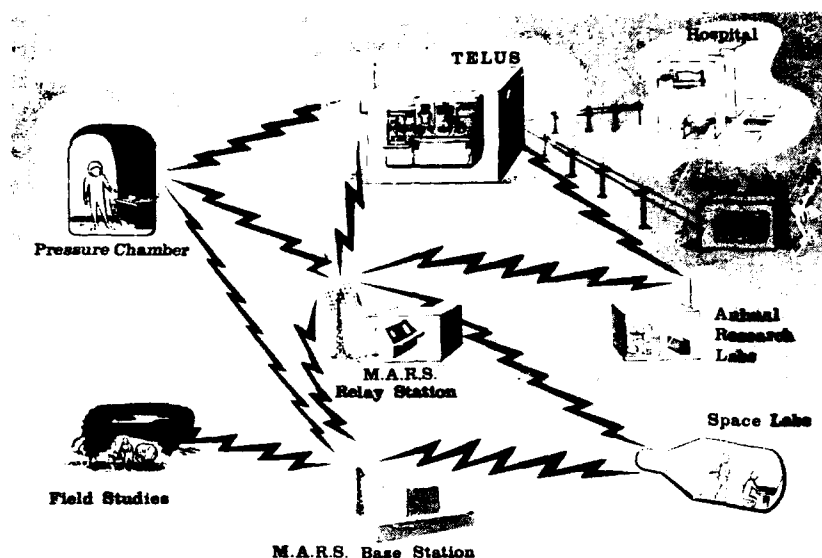 Hospital
TELUS
Pressure Chamber
Animal
Research
Labs
M.A.R.S.
Relay Station
Space Labs
Field Studies
M.A.R.S. Base Station